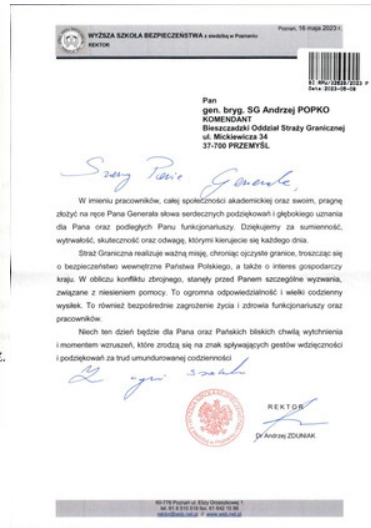 WYŻSZA SZKOŁA BEZPIECZEŃSTWA z siedzibą w Poznaniu
REKTOR
Poznań, 16 maja 2023 r.
Pan
gen. bryg. SG Andrzej POPKO
KOMENDANT
Bieszczadzki Oddział Straży Granicznej
ul. Mickiewicza 34
37-700 PRZEMYŚL
Szanowny Panie Generale,
W imieniu pracowników, całej społeczności akademickiej oraz swoim, pragnę
złożyć na ręce Pana Generała słowa serdecznych podziękowań i głębokiego uznania
dla Pana oraz podległych Panu funkcjonariuszy. Dziękujemy za sumienność,
wytrwałość, skuteczność oraz odwagę, którymi kierujecie się każdego dnia.
Straż Graniczna realizuje ważną misję, chroniąc ojczyste granice, troszcząc się
o bezpieczeństwo wewnętrzne Państwa Polskiego, a także o interes gospodarczy
kraju. W obliczu konfliktu zbrojnego, stanęły przed Panem szczególne wyzwania,
związane z niesieniem pomocy. To ogromna odpowiedzialność i wielki codzienny
wysiłek. To również bezpośrednie zagrożenie życia i zdrowia funkcjonariuszy oraz
pracowników.
Niech ten dzień będzie dla Pana oraz Pańskich bliskich chwilą wytchnienia
i momentem wzruszeń, które zrodzą się na znak spływających gestów wdzięczności
i podziękowań za trud umundurowanej codzienności
REKTOR
Dr Andrzej ZDUNIAK